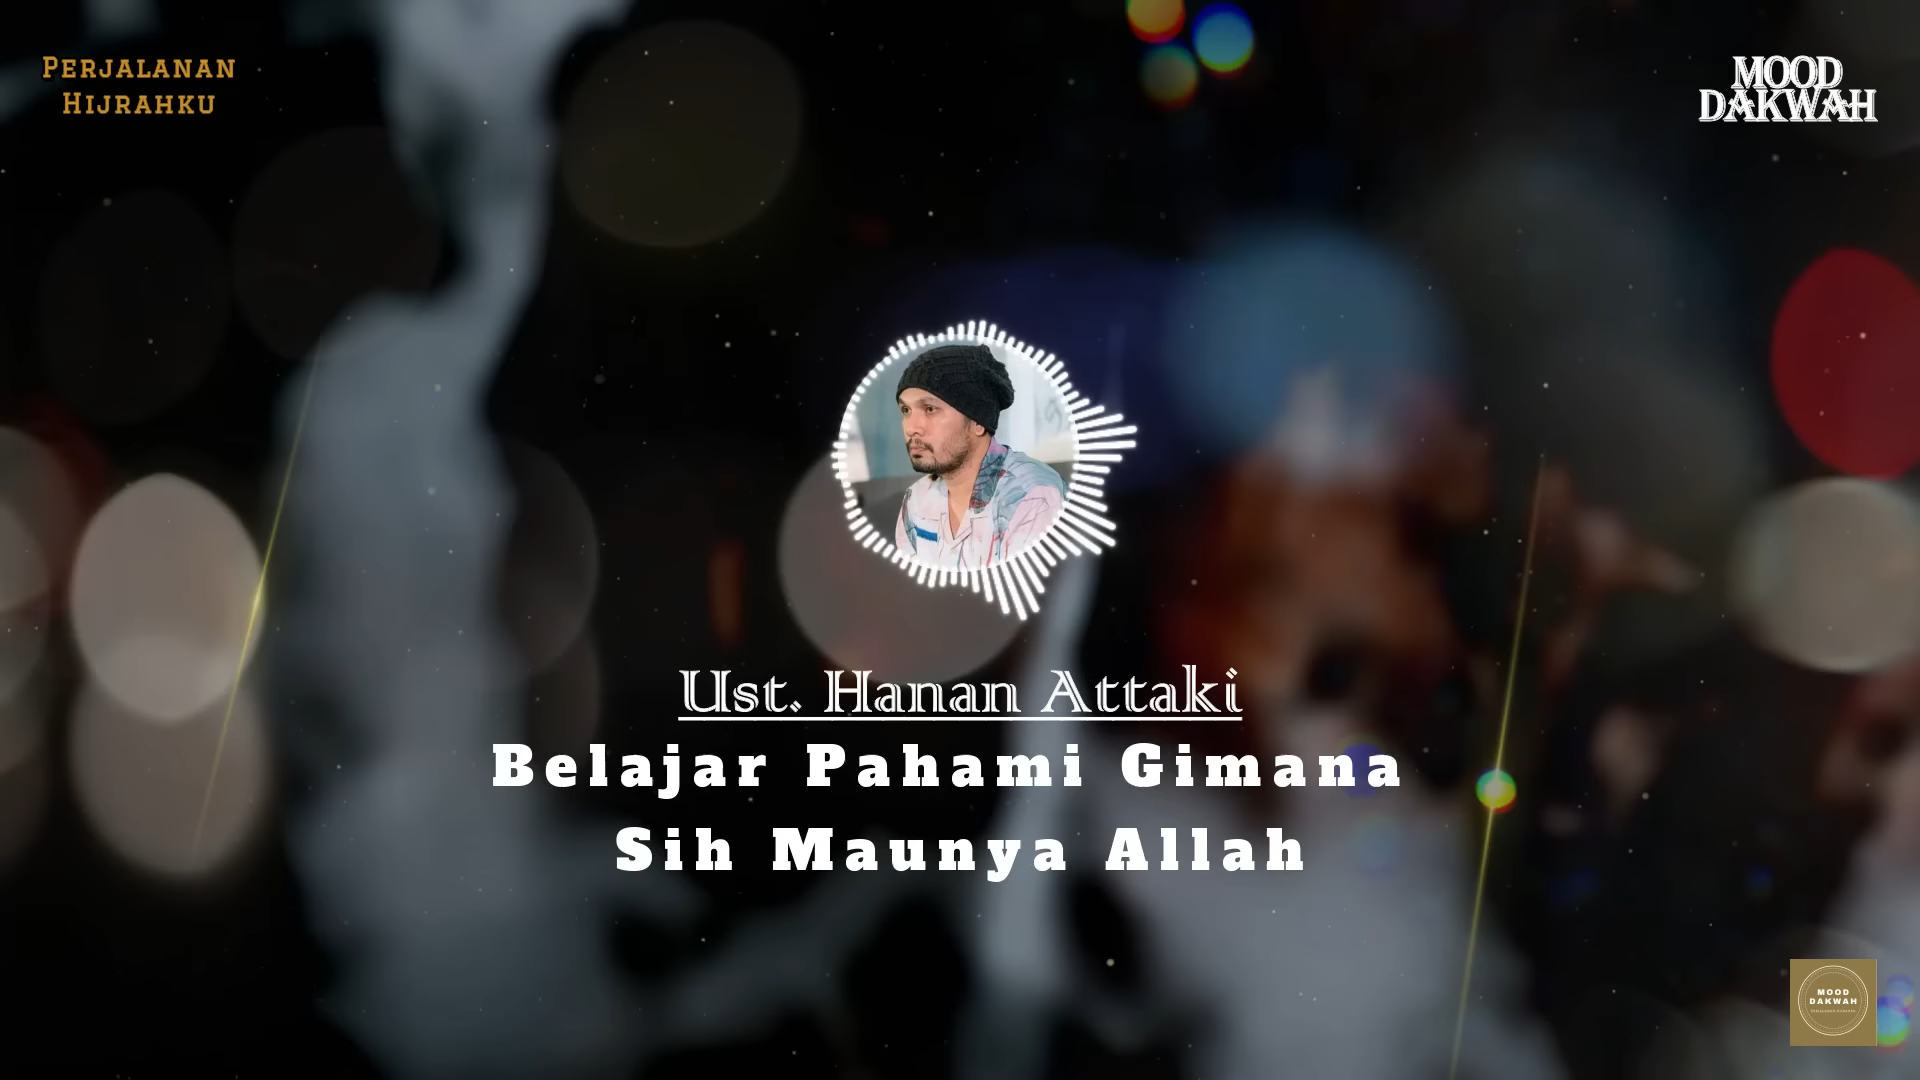 PERJALANAN
HIJRAHKU
MOOD
DAKWAH
Ust. Hanan Attaki
Belajar Pahami Gimana
Sih Maunya Allah
MOOD
DAKWAH